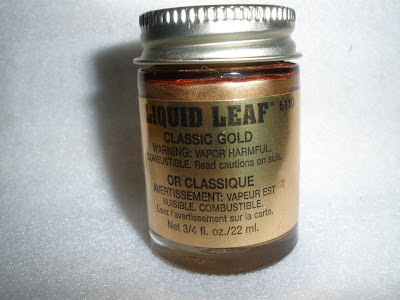 LIQUID LEAF® 6110
CLASSIC GOLD
WARNING: VAPOR HARMFUL.
COMBUSTIBLE. Read cautions on side.
OR CLASSIQUE
AVERTISSEMENT: VAPEUR EST
NUISIBLE. COMBUSTIBLE.
Lisez l'avertissement sur la carte.
Net 3/4 fl. oz./22 ml.